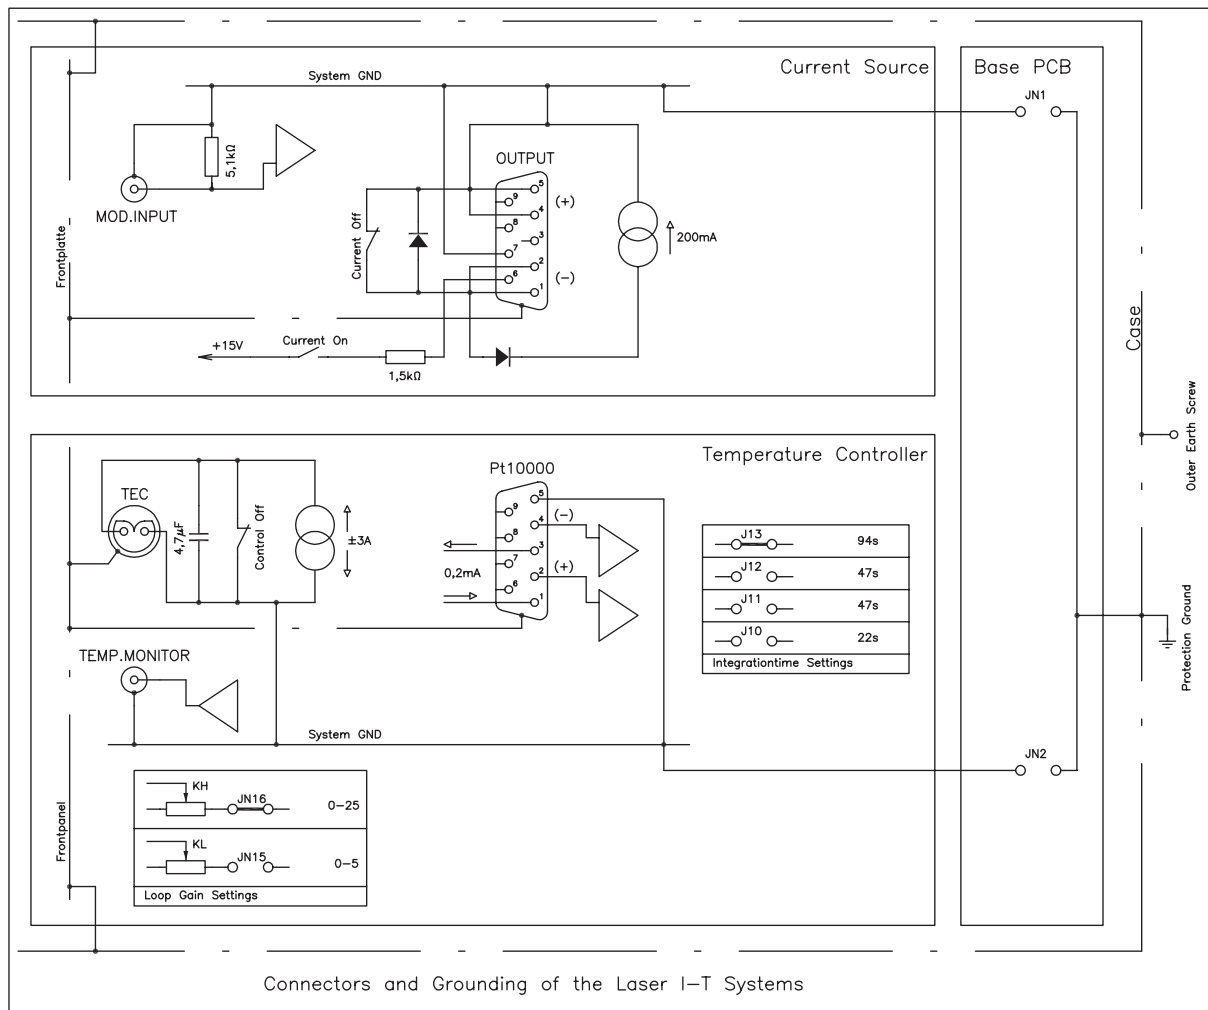 Current Source
Base PCB
System GND
JN1
5,1kΩ
OUTPUT
MOD.INPUT
5
9
(+)
4
8
3
7
2
6
(-)
1
Current Off
200mA
Frontplatte
Case
+15V
Current On
1,5kΩ
Outer Earth Screw
Temperature Controller
Pt10000
TEC
4,7µF
Control Off
±3A
5
9
(-)
4
8
3
7
0,2mA
2
(+)
6
1
J13 94s
J12 47s
J11 47s
J10 22s
Integrationtime Settings
Protection Ground
TEMP.MONITOR
System GND
JN2
KH
JN16 0-25
KL
JN15 0-5
Loop Gain Settings
Frontpanel
Connectors and Grounding of the Laser I-T Systems